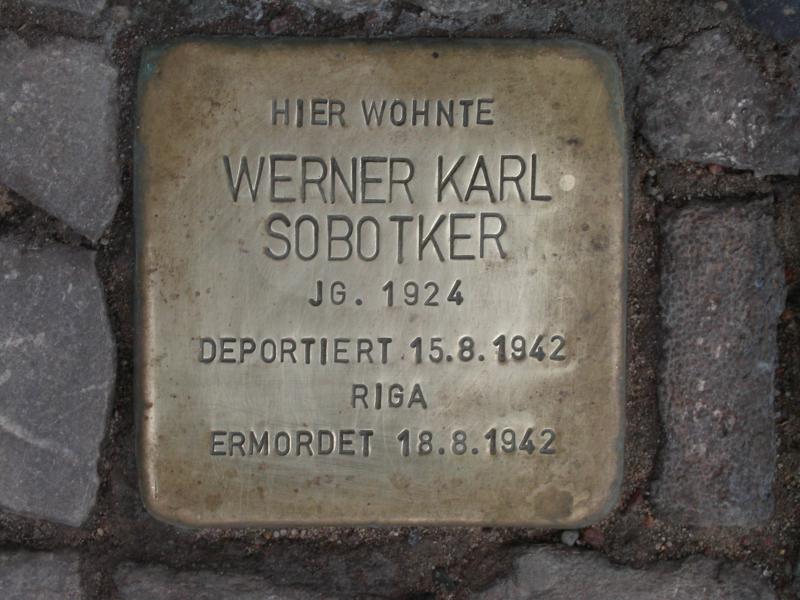 HIER WOHNTE
WERNER KARL
SOBOTKER
JG. 1924
DEPORTIERT 15.8.1942
RIGA
ERMORDET 18.8.1942